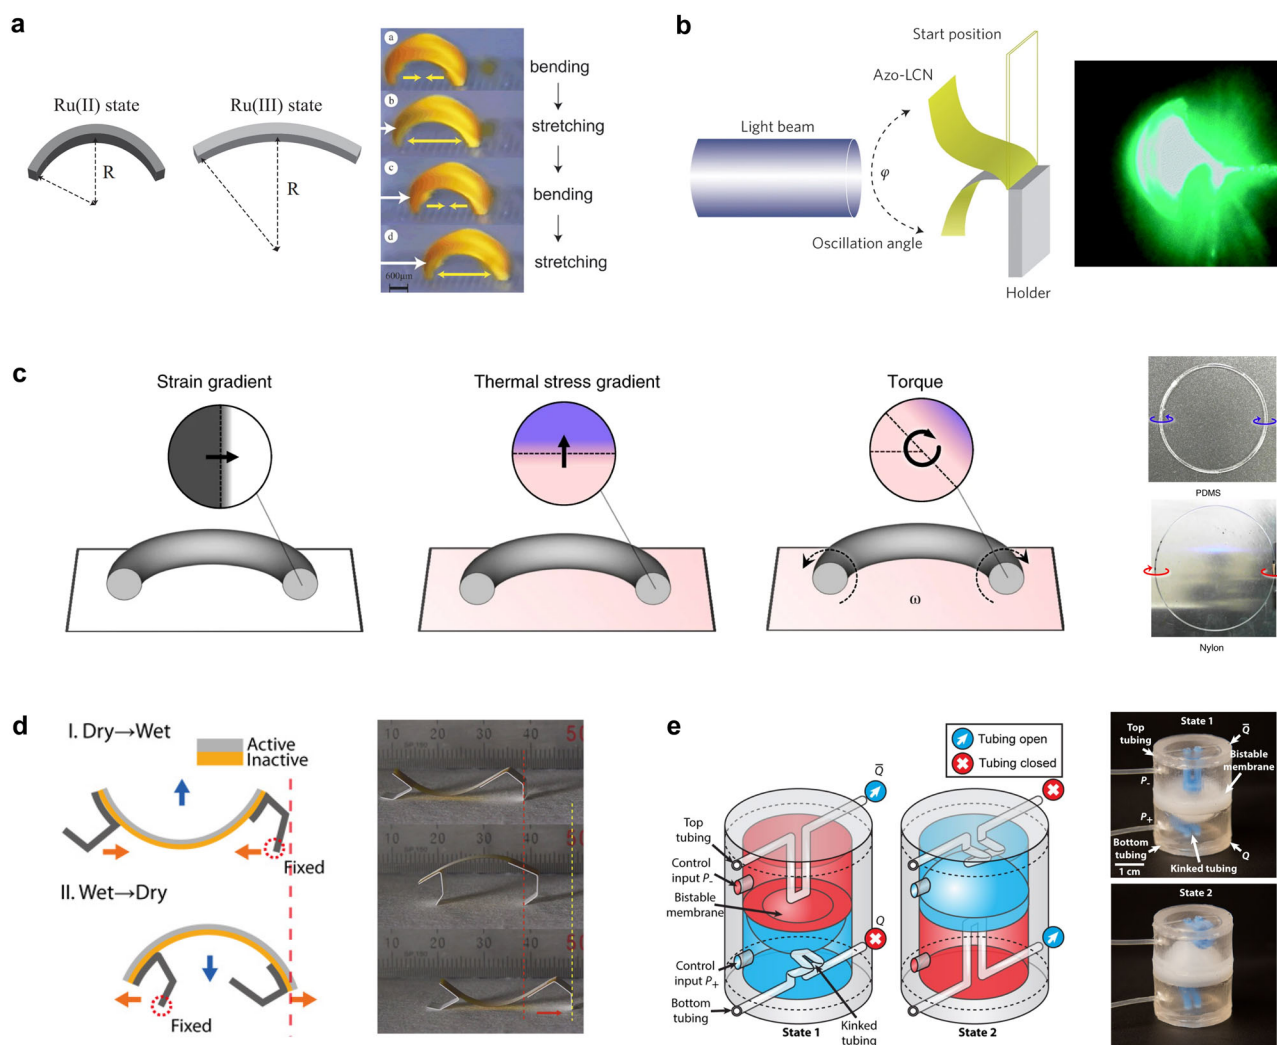 a
Ru(II) state
Ru(III) state
R
R
a
b
c
d
600μm
bending
stretching
bending
stretching
b
Start position
Azo-LCN
Light beam
φ
Oscillation angle
Holder
c
Strain gradient
Thermal stress gradient
Torque
ω
PDMS
Nylon
d
I. Dry→Wet
Active
Inactive
Fixed
II. Wet→Dry
Fixed
10 20 30 40 50
10 20 30 40 50
10 20 30 40 50
e
Tubing open
Tubing closed
Q̅
Top
tubing
Control
input P-
Bistable
membrane
Q
Control
input P+
Bottom
tubing
State 1
Kinked
tubing
State 2
State 1
Top
tubing
Q̅
Bistable
membrane
P-
P+
Bottom
tubing
Kinked tubing
Q
1 cm
State 2